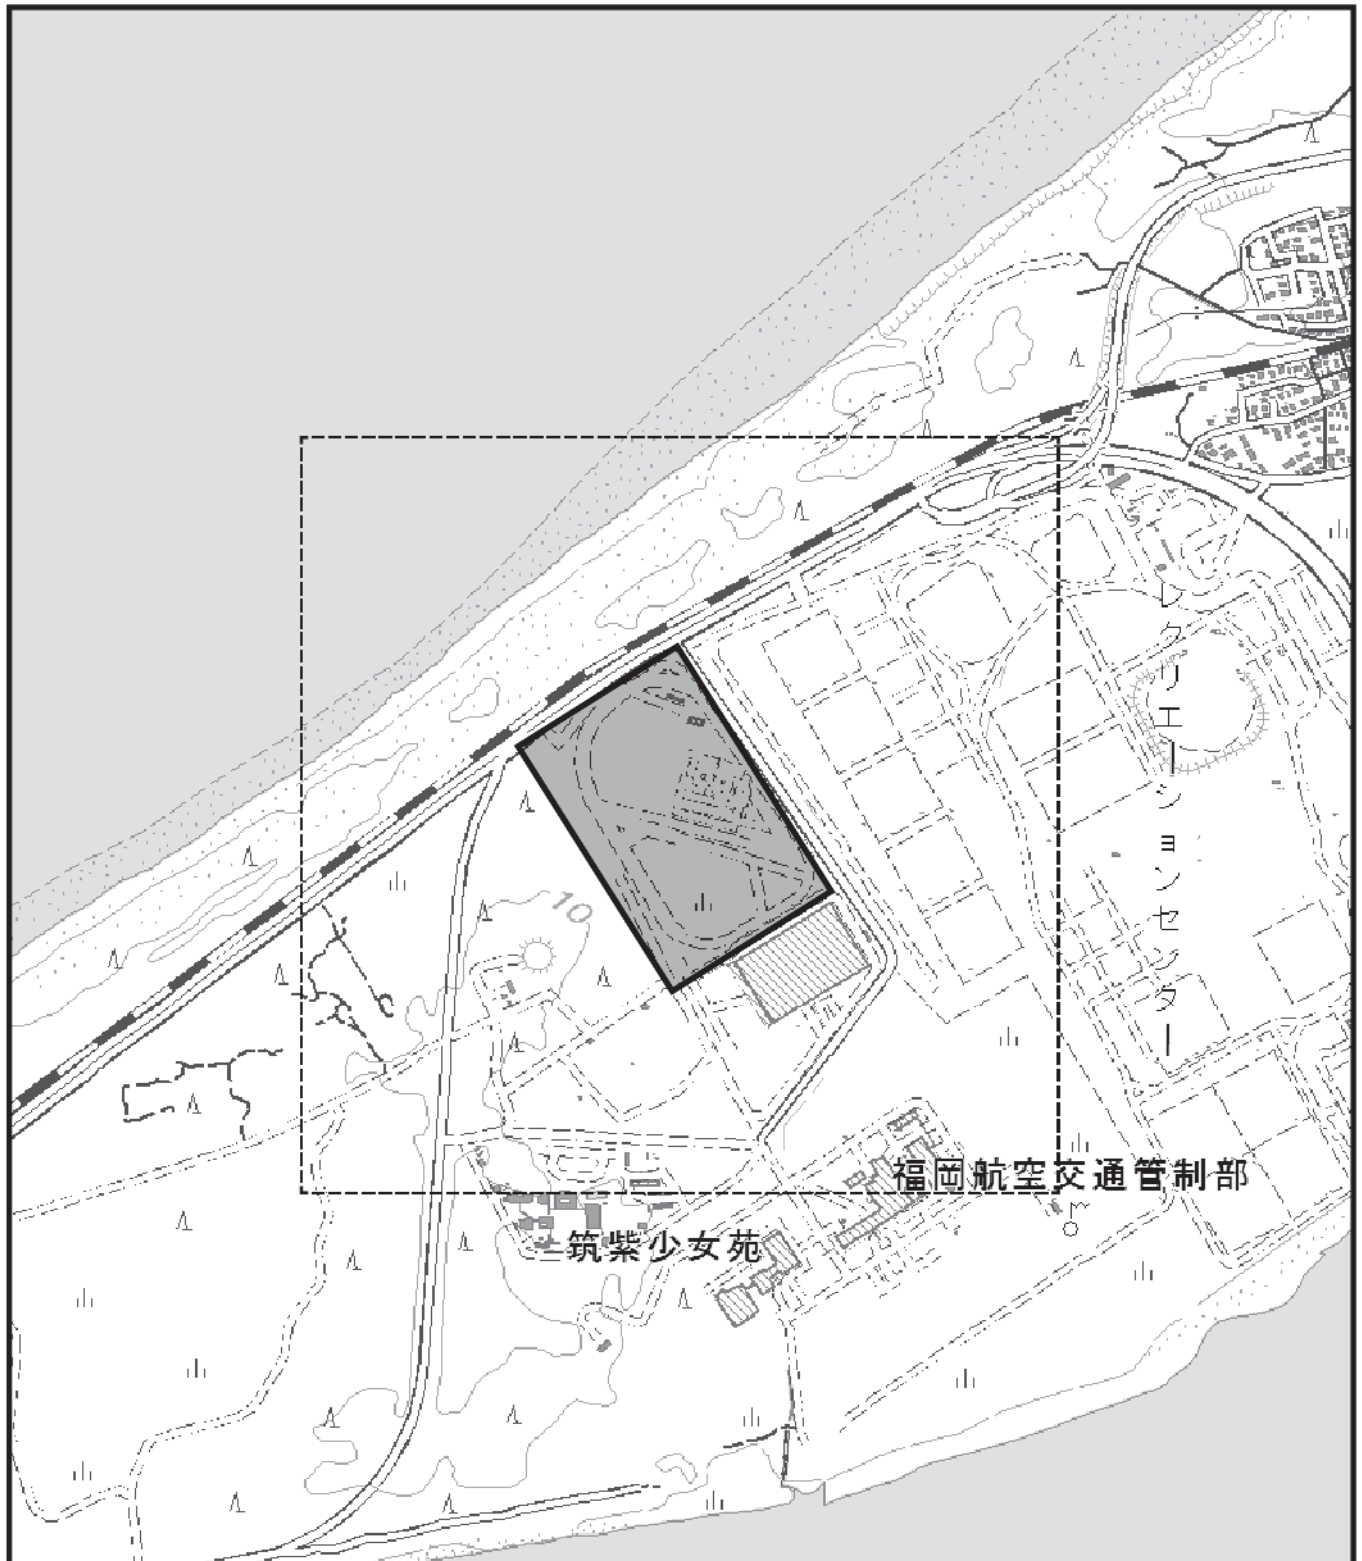 レクリエーションセンター
10
福岡航空交通管制部
筑紫少女苑